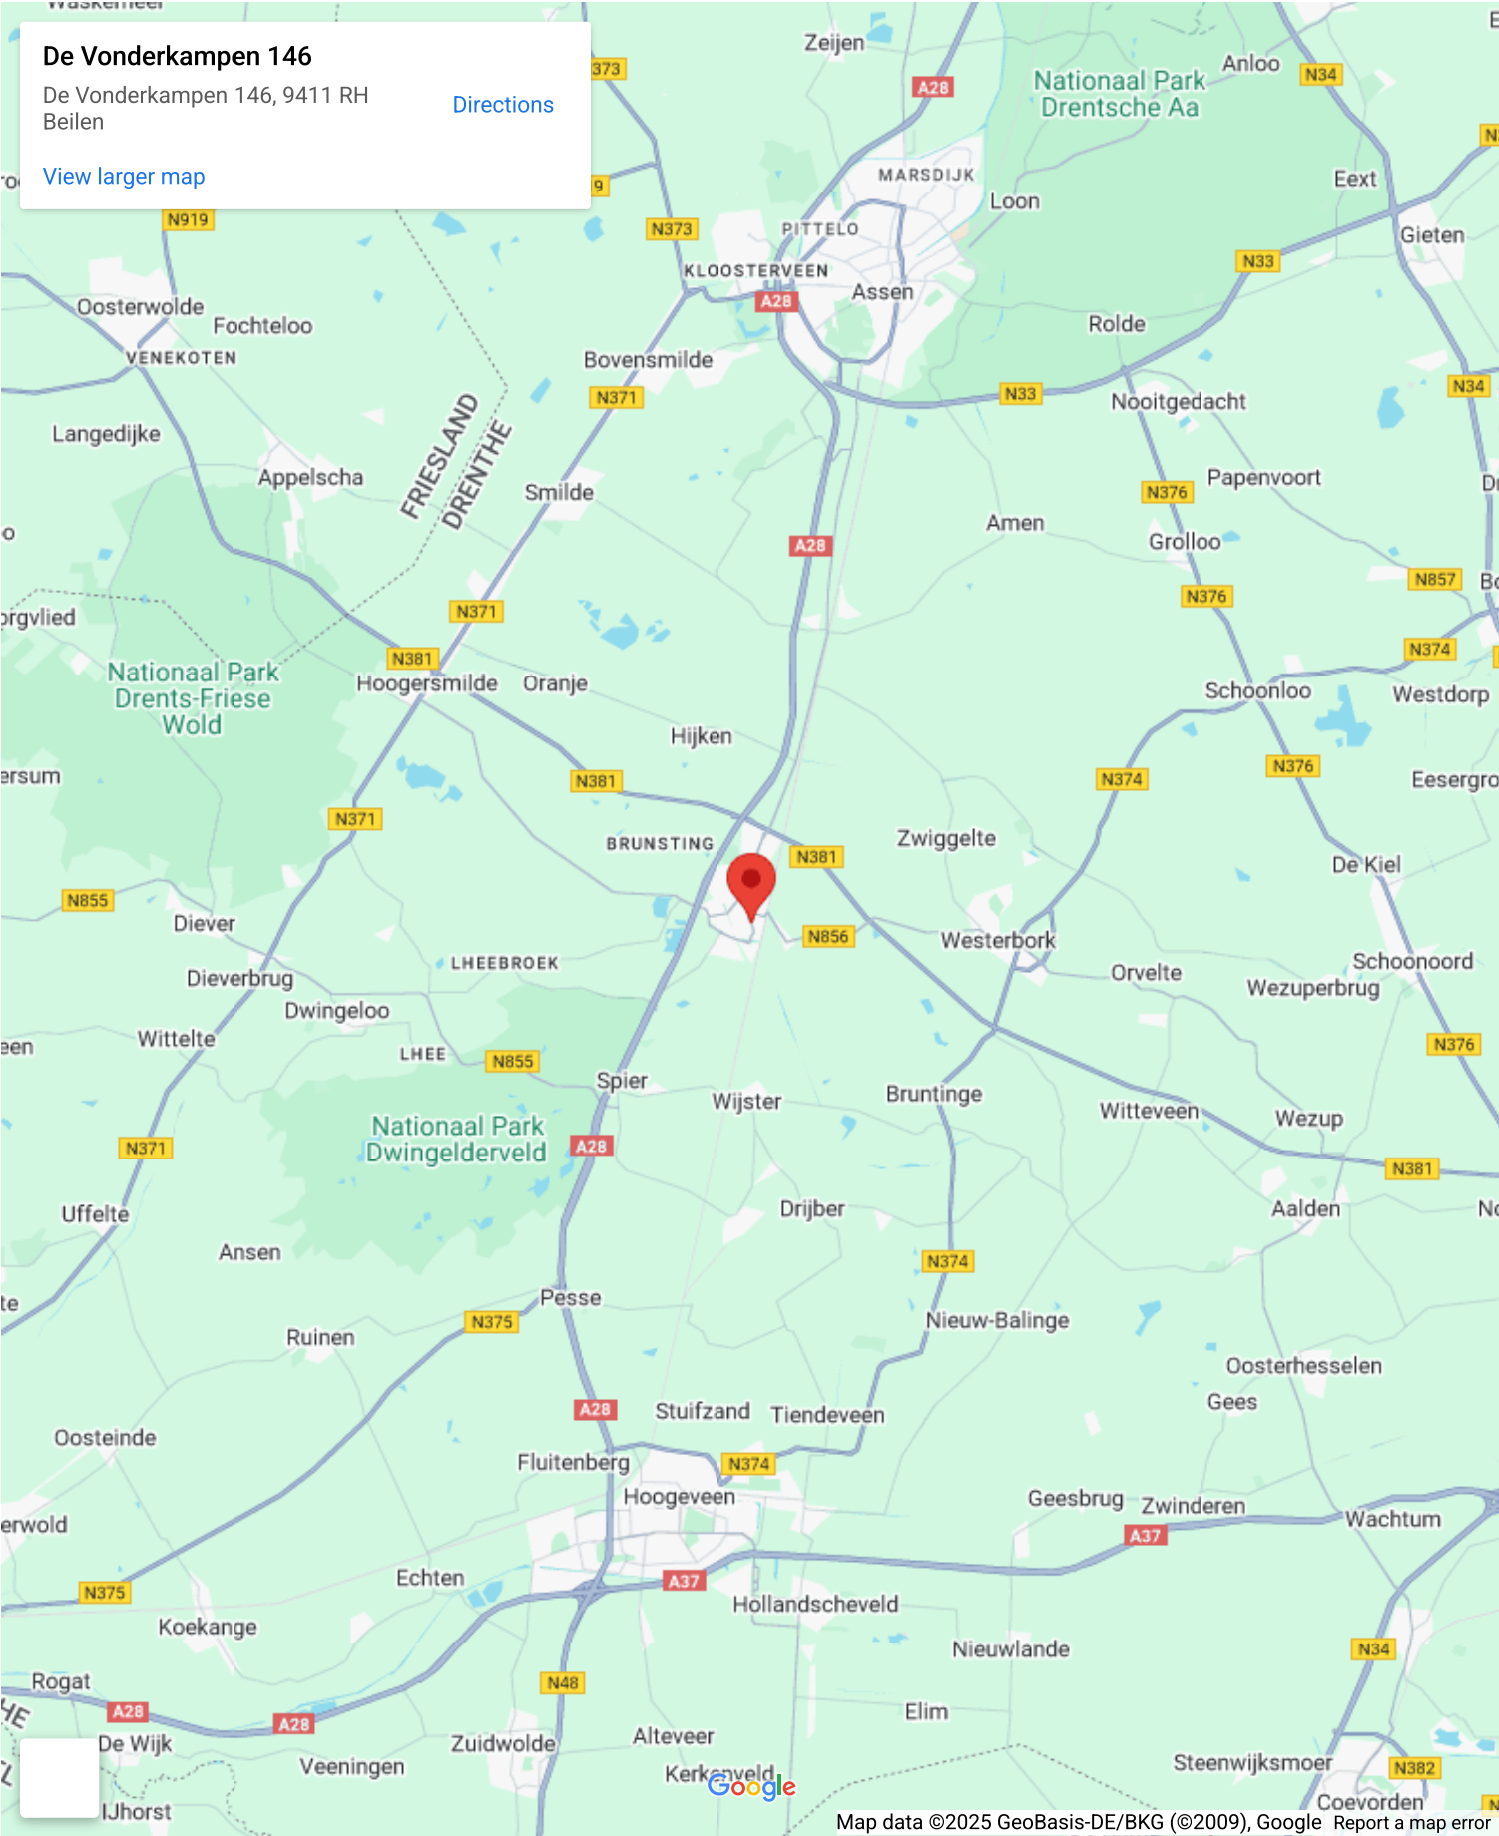 De Vonderkampen 146
De Vonderkampen 146, 9411 RH
Beilen
Directions
View larger map
373
Zeijen
A28
Nationaal Park
Drentsche Aa
Anloo
N34
MARSDIJK
Loon
Eext
N919
N373
PITTELO
Gieten
N33
KLOOSTERVEEN
A28
Assen
Oosterwolde
Fochteloo
Rolde
VENEKOTEN
Bovensmilde
N371
N33
N34
Nooitgedacht
Langedijke
FRIESLAND
DRENTHE
Appelscha
Smilde
N376
Papenvoort
Amen
A28
Grolloo
N857
N376
N371
orgvlied
N381
N374
Nationaal Park
Drents-Friese
Wold
Hoogersmilde
Oranje
Schoonloo
Westdorp
Hijken
ersum
N381
N374
N376
Eesergro
N371
BRUNSTING
Zwiggelte
N381
De Kiel
N855
Diever
N856
Westerbork
LHEEBROEK
Schoonoord
Dieverbrug
Orvelte
Wezuperbrug
Dwingeloo
Wittelte
een
LHEE
N855
N376
Spier
Wijster
Bruntinge
Witteveen
Wezup
Nationaal Park
Dwingelderveld
N371
A28
N381
Uffelte
Drijber
Aalden
Ansen
N374
te
Pesse
N375
Nieuw-Balinge
Ruinen
Oosterhesselen
Gees
A28
Stuifzand
Tiendeveen
Oosteinde
Fluitenberg
N374
Hoogeveen
Geesbrug
Zwinderen
Wachtum
erwold
A37
Echten
A37
N375
Hollandscheveld
Koekange
Nieuwlande
N34
Rogat
N48
A28
A28
Elim
De Wijk
Zuidwolde
Alteveer
Veeningen
Kerkenveld
Steenwijksmoer
N382
Google
IJhorst
Coevorden
Map data ©2025 GeoBasis-DE/BKG (©2009), Google
Report a map error